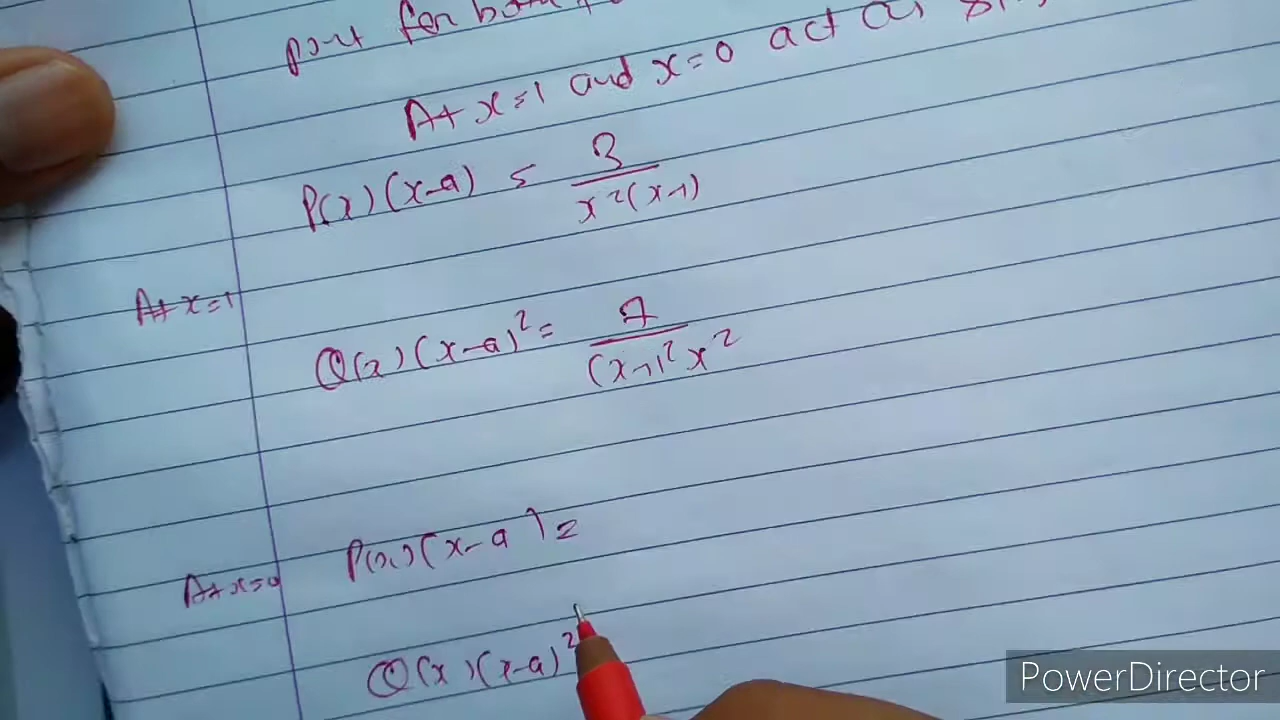 part for both
At x=1 and x=0 act as
P(x)(x-a) = 3/x²(x-1)
At x=1
Q(x)(x-a)² = 7/(x-1)²x²
At x=0 P(x)(x-a) =
Q(x)(x-a)²
PowerDirector